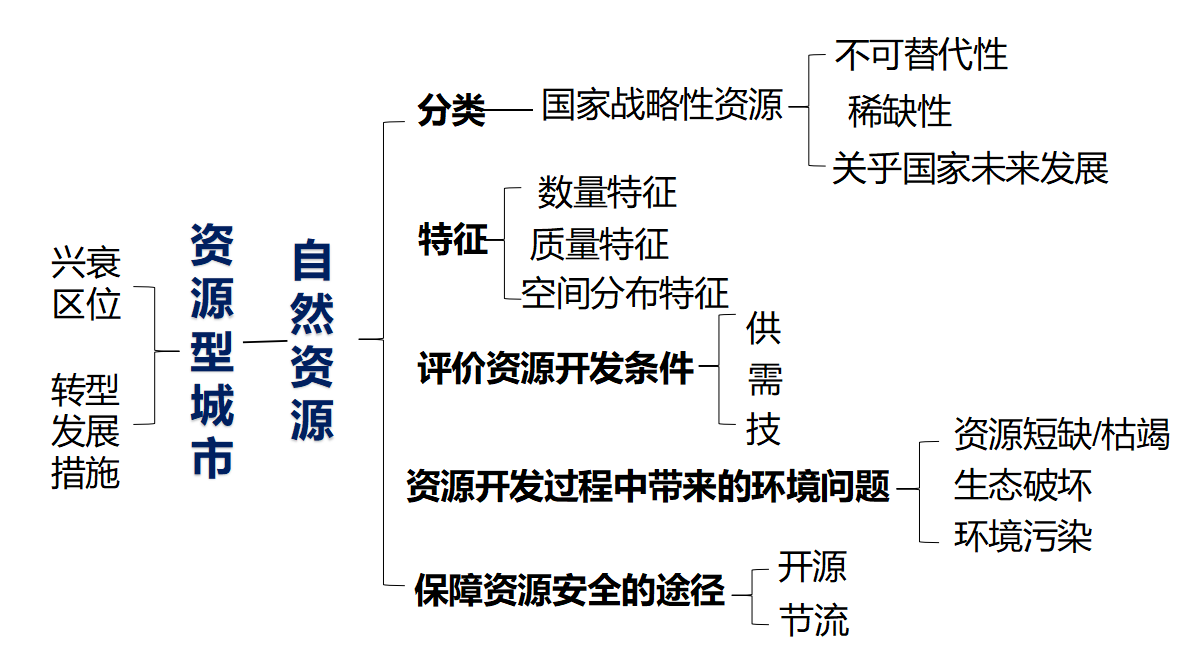 兴衰
区位
转型
发展
措施
资源型城市
自然资源
分类
国家战略性资源
不可替代性
稀缺性
关乎国家未来发展
特征
数量特征
质量特征
空间分布特征
评价资源开发条件
供
需
技
资源开发过程中带来的环境问题
资源短缺/枯竭
生态破坏
环境污染
保障资源安全的途径
开源
节流